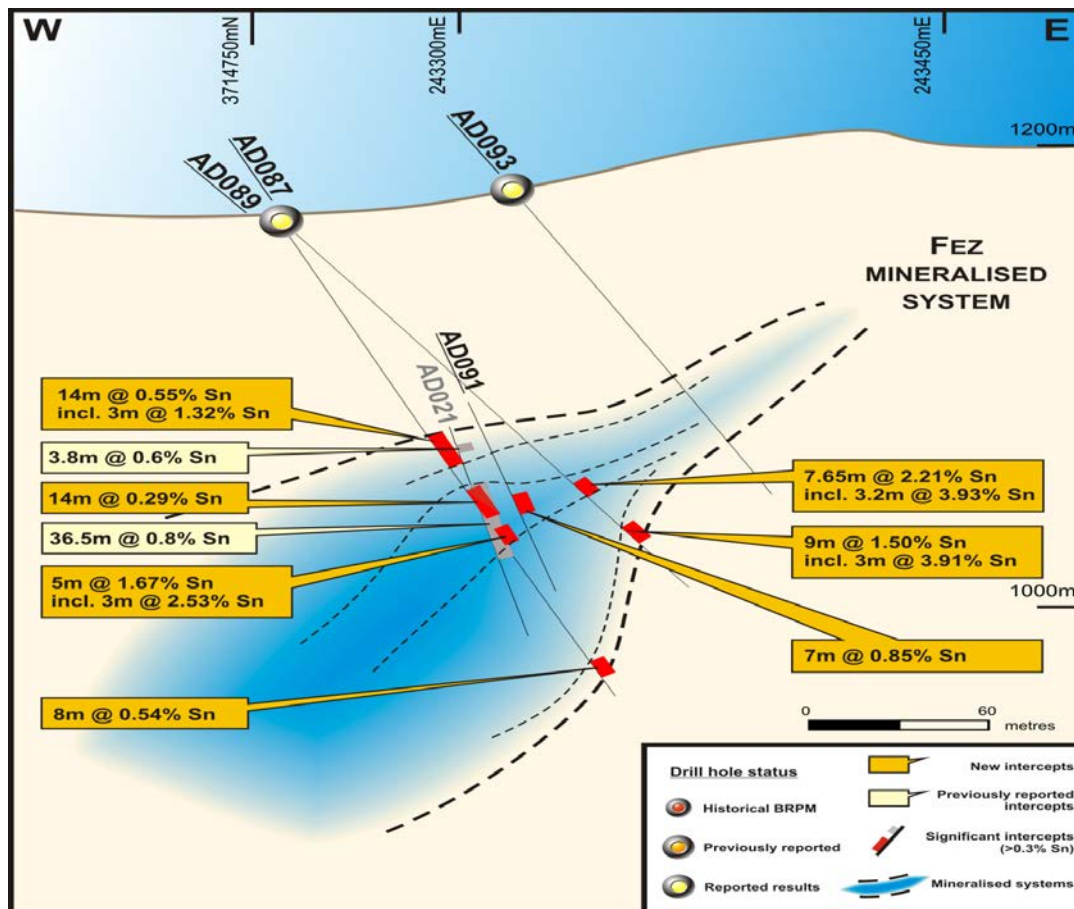 W
E
3714750mN
243300mE
243450mE
1200m
AD087
AD089
AD093
FEZ
MINERALISED
SYSTEM
AD091
AD021
14m @ 0.55% Sn
incl. 3m @ 1.32% Sn
3.8m @ 0.6% Sn
14m @ 0.29% Sn
36.5m @ 0.8% Sn
5m @ 1.67% Sn
incl. 3m @ 2.53% Sn
8m @ 0.54% Sn
7.65m @ 2.21% Sn
incl. 3.2m @ 3.93% Sn
9m @ 1.50% Sn
incl. 3m @ 3.91% Sn
1000m
7m @ 0.85% Sn
0
60
metres
Drill hole status
Historical BRPM
Previously reported
Reported results
New intercepts
Previously reported
intercepts
Significant intercepts
(>0.3% Sn)
Mineralised systems